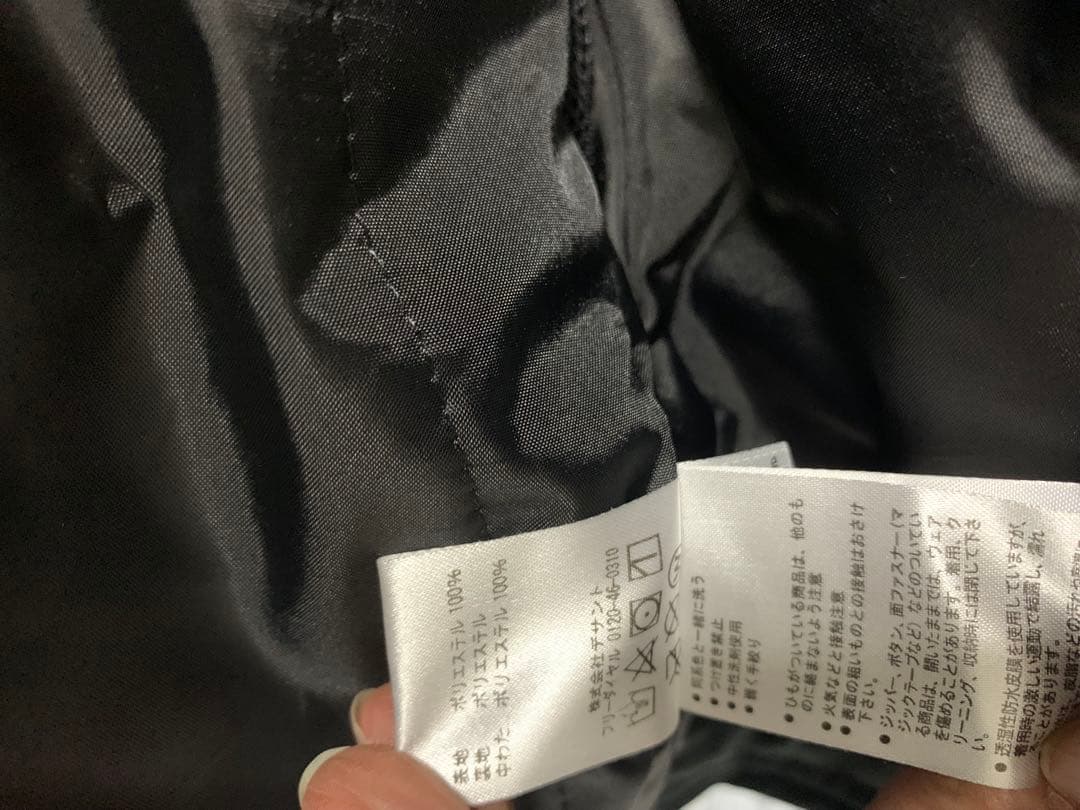 表地 ポリエステル 100%
裏地 ポリエステル 100%
中わた ポリエステル 100%
株式会社デサント
フリーダイヤル 0120-46-0310
● 同系色と一緒に洗う
● つけ置き禁止
● 中性洗剤使用
● 軽く手絞り
● ひもがついている商品は、他のも
のに絡まないよう注意
● 火気などと接触注意
● 表面の粗いものとの接触はおさけ
下さい。
● ジッパー、ボタン、面ファスナー(マ
ジックテープなど)などのついてい
る商品は、開いたままでは、ウェア
を傷めることがあります。着用、ク
リーニング、収納時には閉じて下さ
い。
● 透湿性防水皮膜を使用していますが、
着用時の激しい運動で結露し、濡れ
ることがあります。